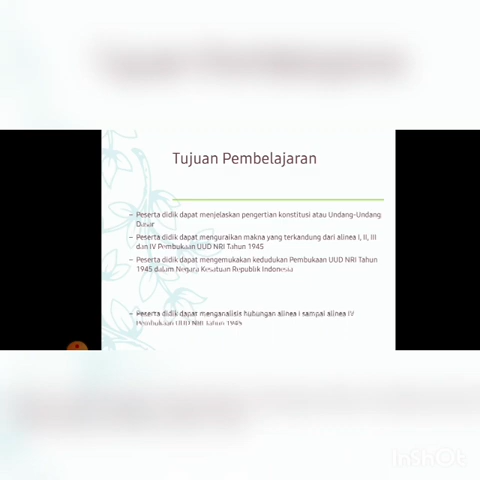 Tujuan Pembelajaran
– Peserta didik dapat menjelaskan pengertian konstitusi atau Undang-Undang
Dasar
– Peserta didik dapat menguraikan makna yang terkandung dari alinea I, II, III
dan IV Pembukaan UUD NRI Tahun 1945
– Peserta didik dapat mengemukakan kedudukan Pembukaan UUD NRI Tahun
1945 dalam Negara Kesatuan Republik Indonesia
– Peserta didik dapat menganalisis hubungan alinea I sampai alinea IV
Pembukaan UUD NRI Tahun 1945
InShOt